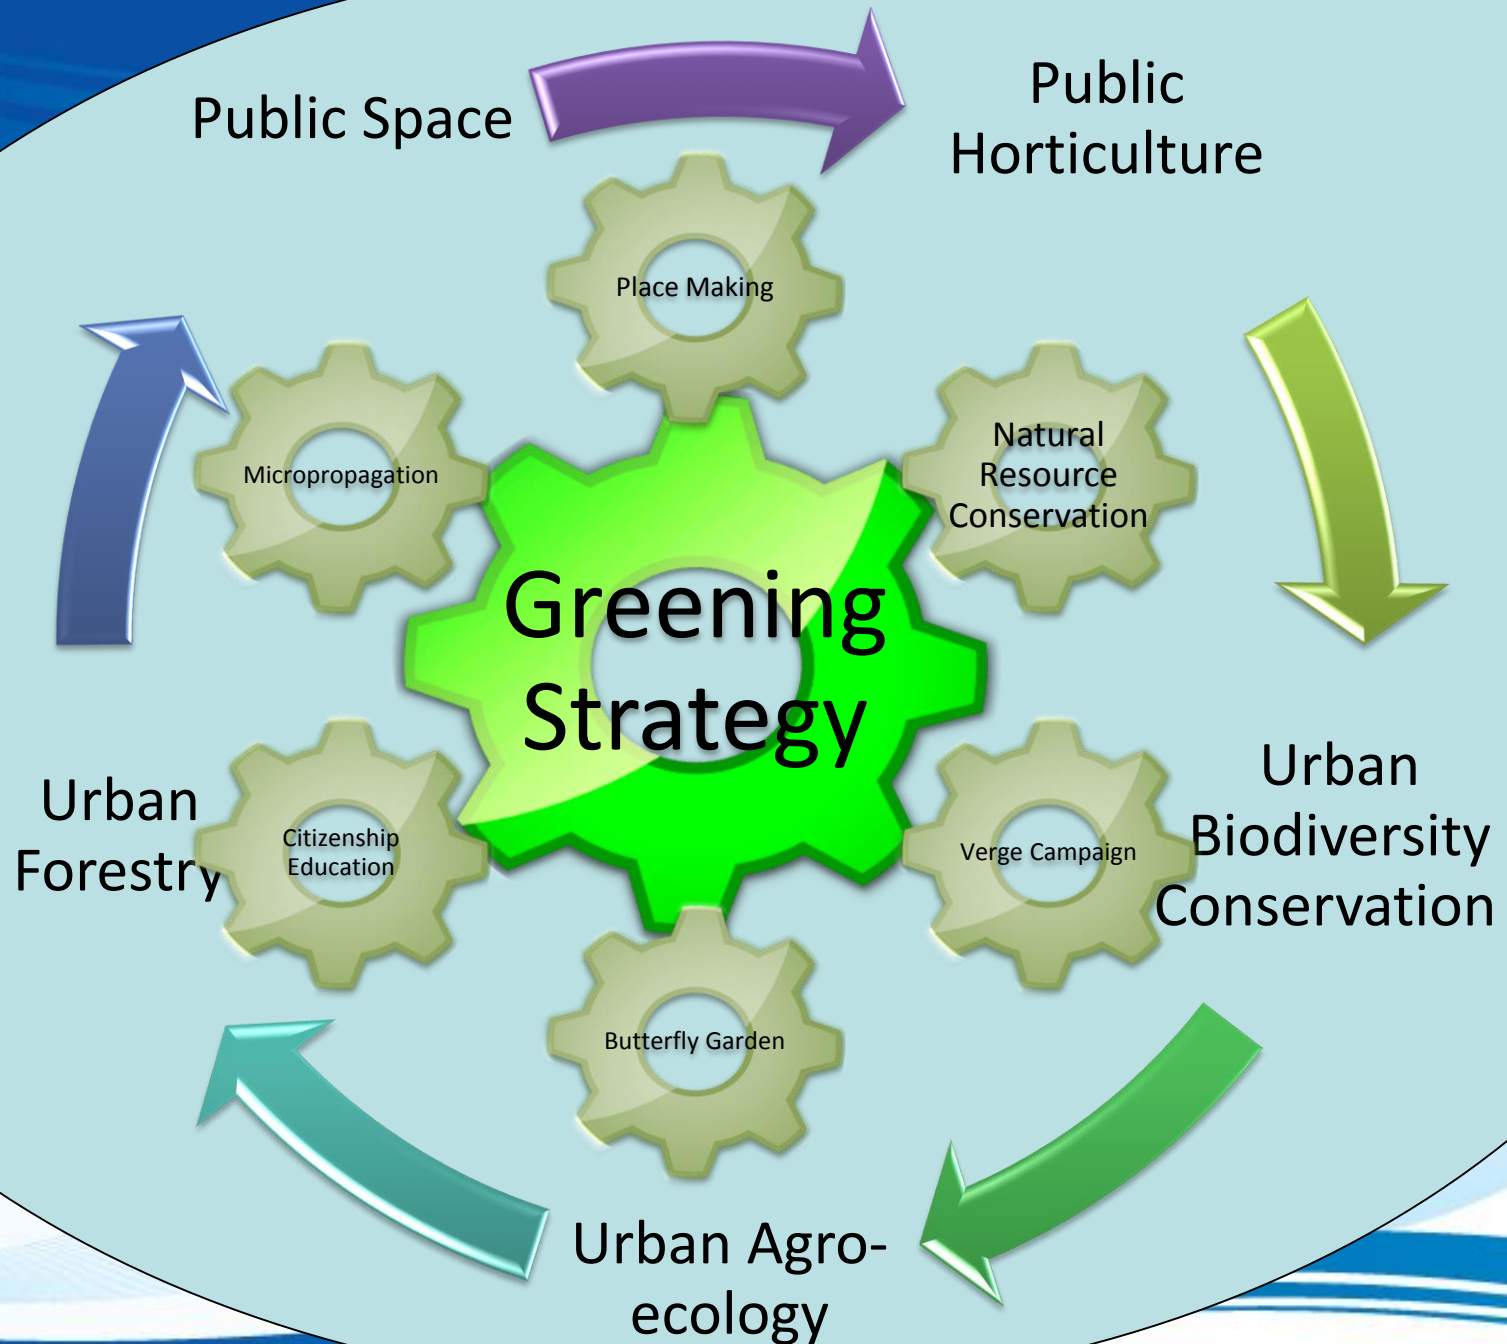 Public Space
Public
Horticulture
Place Making
Micropropagation
Natural
Resource
Conservation
Greening
Strategy
Urban
Forestry
Citizenship
Education
Verge Campaign
Urban
Biodiversity
Conservation
Butterfly Garden
Urban Agro-
ecology